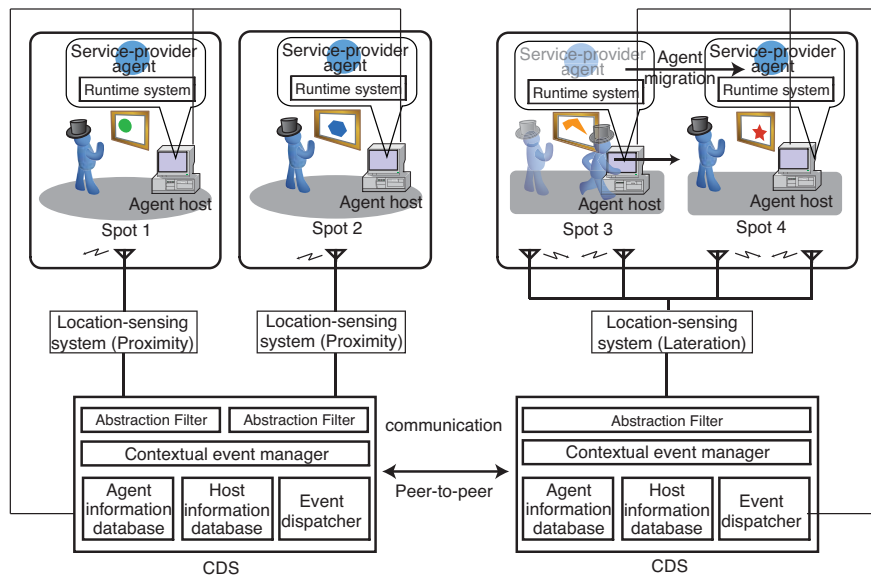 Service-provider
agent
Runtime system
Agent host
Spot 1
Service-provider
agent
Runtime system
Agent host
Spot 2
Service-provider
agent
Runtime system
Agent
migration
Agent host
Spot 3
Service-provider
agent
Runtime system
Agent host
Spot 4
Location-sensing
system (Proximity)
Location-sensing
system (Proximity)
Location-sensing
system (Lateration)
Abstraction Filter
Abstraction Filter
Contextual event manager
Agent
information
database
Host
information
database
Event
dispatcher
CDS
communication
Peer-to-peer
Abstraction Filter
Contextual event manager
Agent
information
database
Host
information
database
Event
dispatcher
CDS